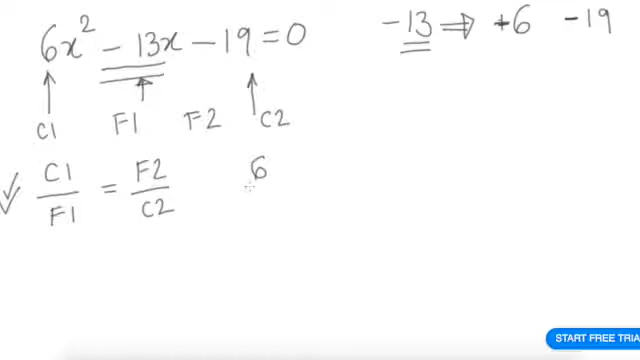 6x² - 13x - 19 = 0
-13 ⇒ +6 -19
C1 F1 F2 C2
C1/F1 = F2/C2 6
START FREE TRIA